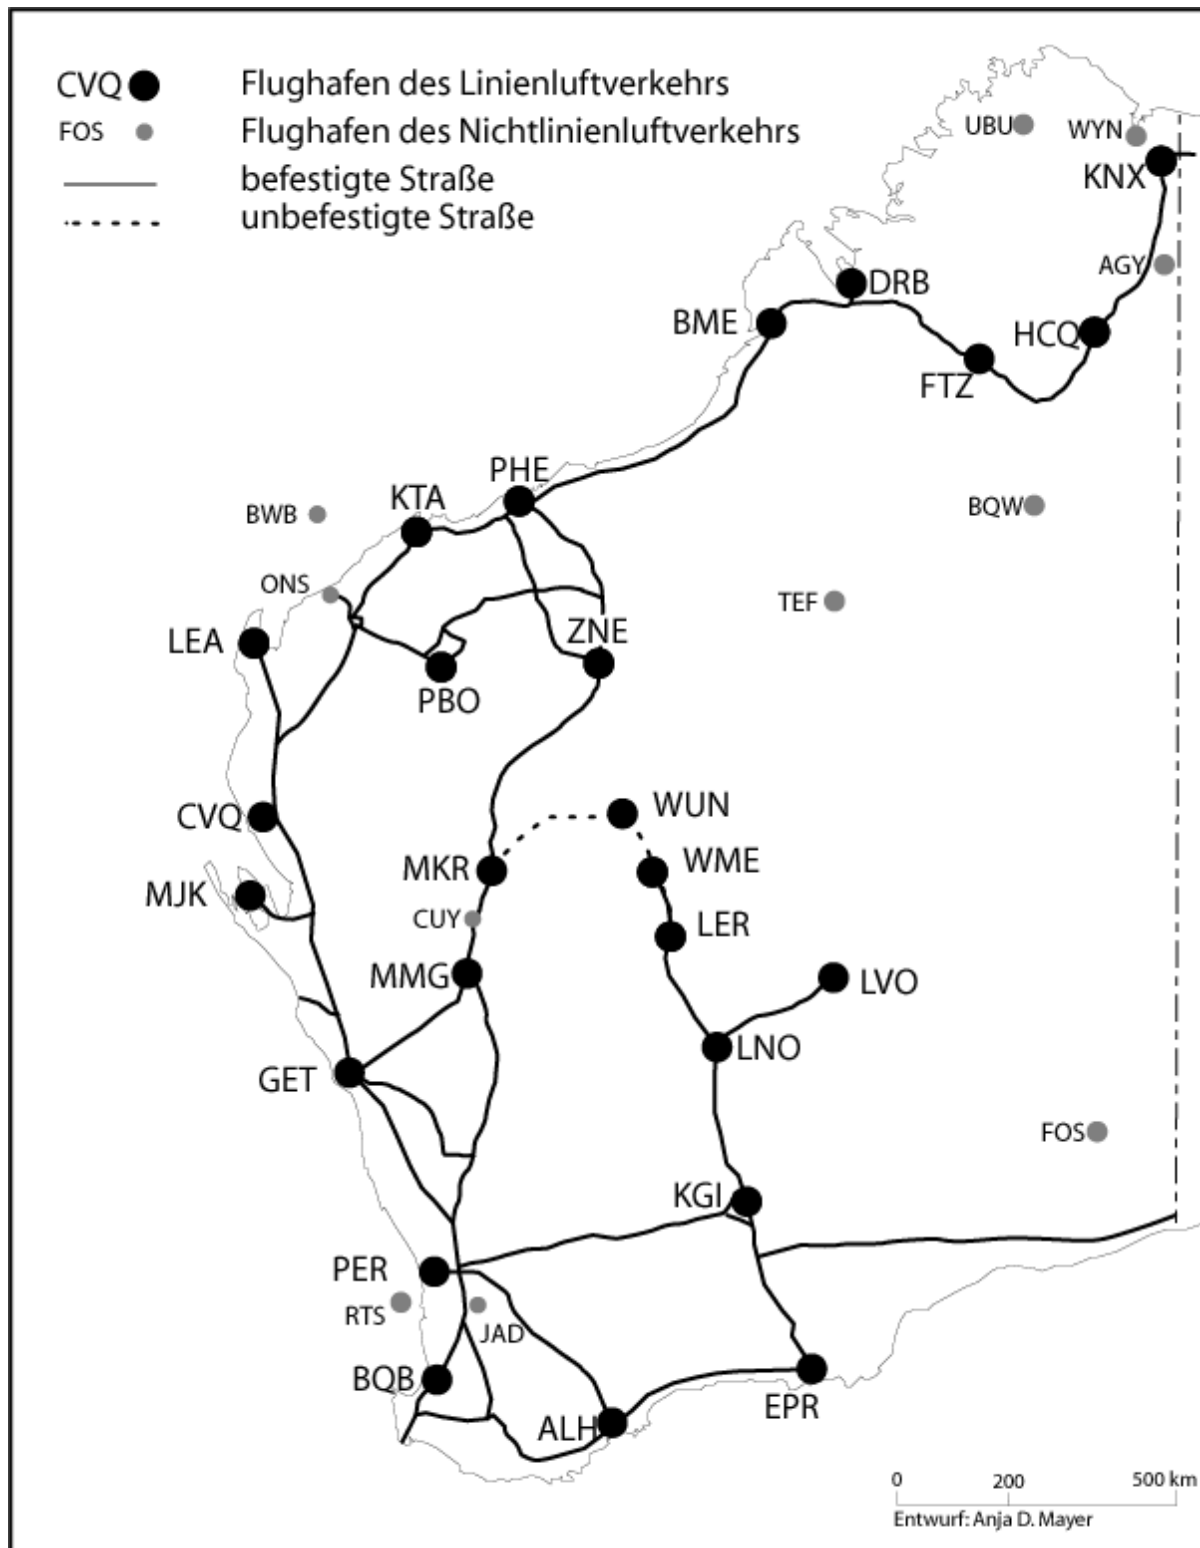 CVQ Flughafen des Linienluftverkehrs
FOS Flughafen des Nichtlinienluftverkehrs
befestigte Straße
unbefestigte Straße
UBU
WYN
KNX
AGY
DRB
BME
HCQ
FTZ
PHE
KTA
BWB
BQW
ONS
TEF
LEA
ZNE
PBO
WUN
CVQ
MKR
WME
MJK
CUY
LER
MMG
LVO
LNO
GET
FOS
KGI
PER
RTS
JAD
BQB
ALH
EPR
0 200 500 km
Entwurf: Anja D. Mayer